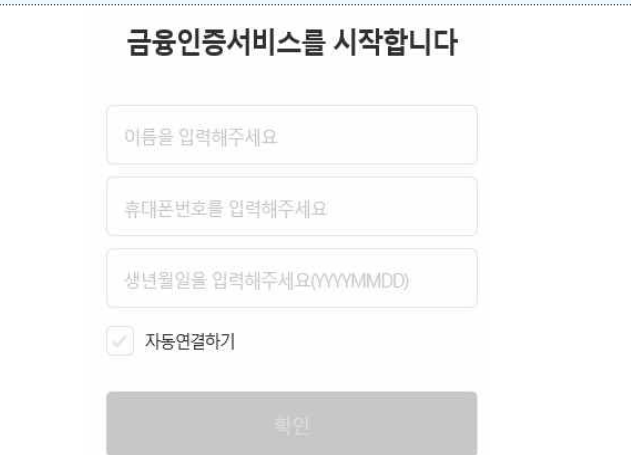 금융인증서비스를 시작합니다
이름을 입력해주세요
휴대폰번호를 입력해주세요
생년월일을 입력해주세요(YYYYMMDD)
자동연결하기
확인